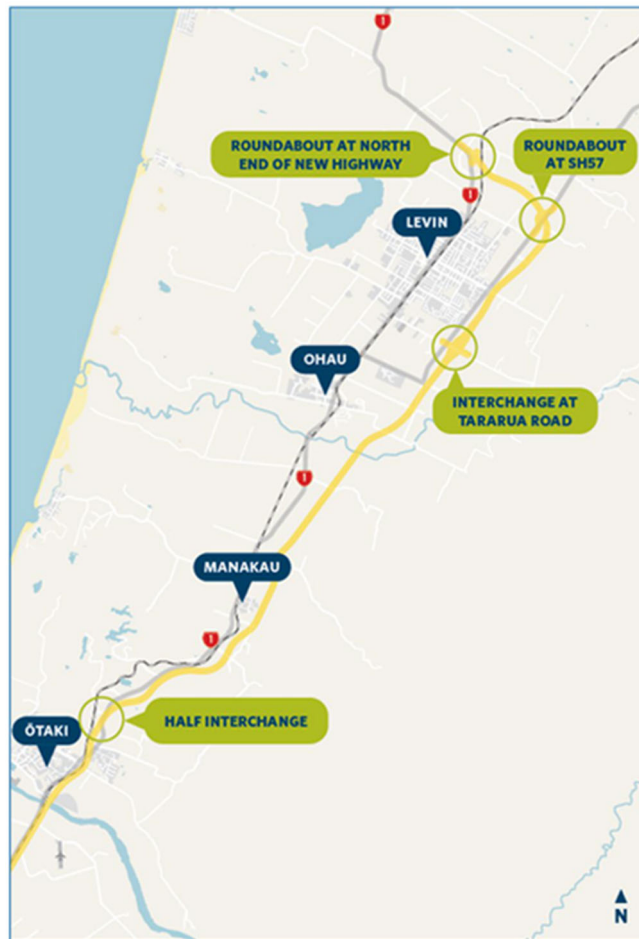 1
ROUNDABOUT AT NORTH
END OF NEW HIGHWAY
ROUNDABOUT
AT SH57
1
LEVIN
OHAU
INTERCHANGE AT
TARARUA ROAD
1
MANAKAU
1
HALF INTERCHANGE
ŌTAKI
N